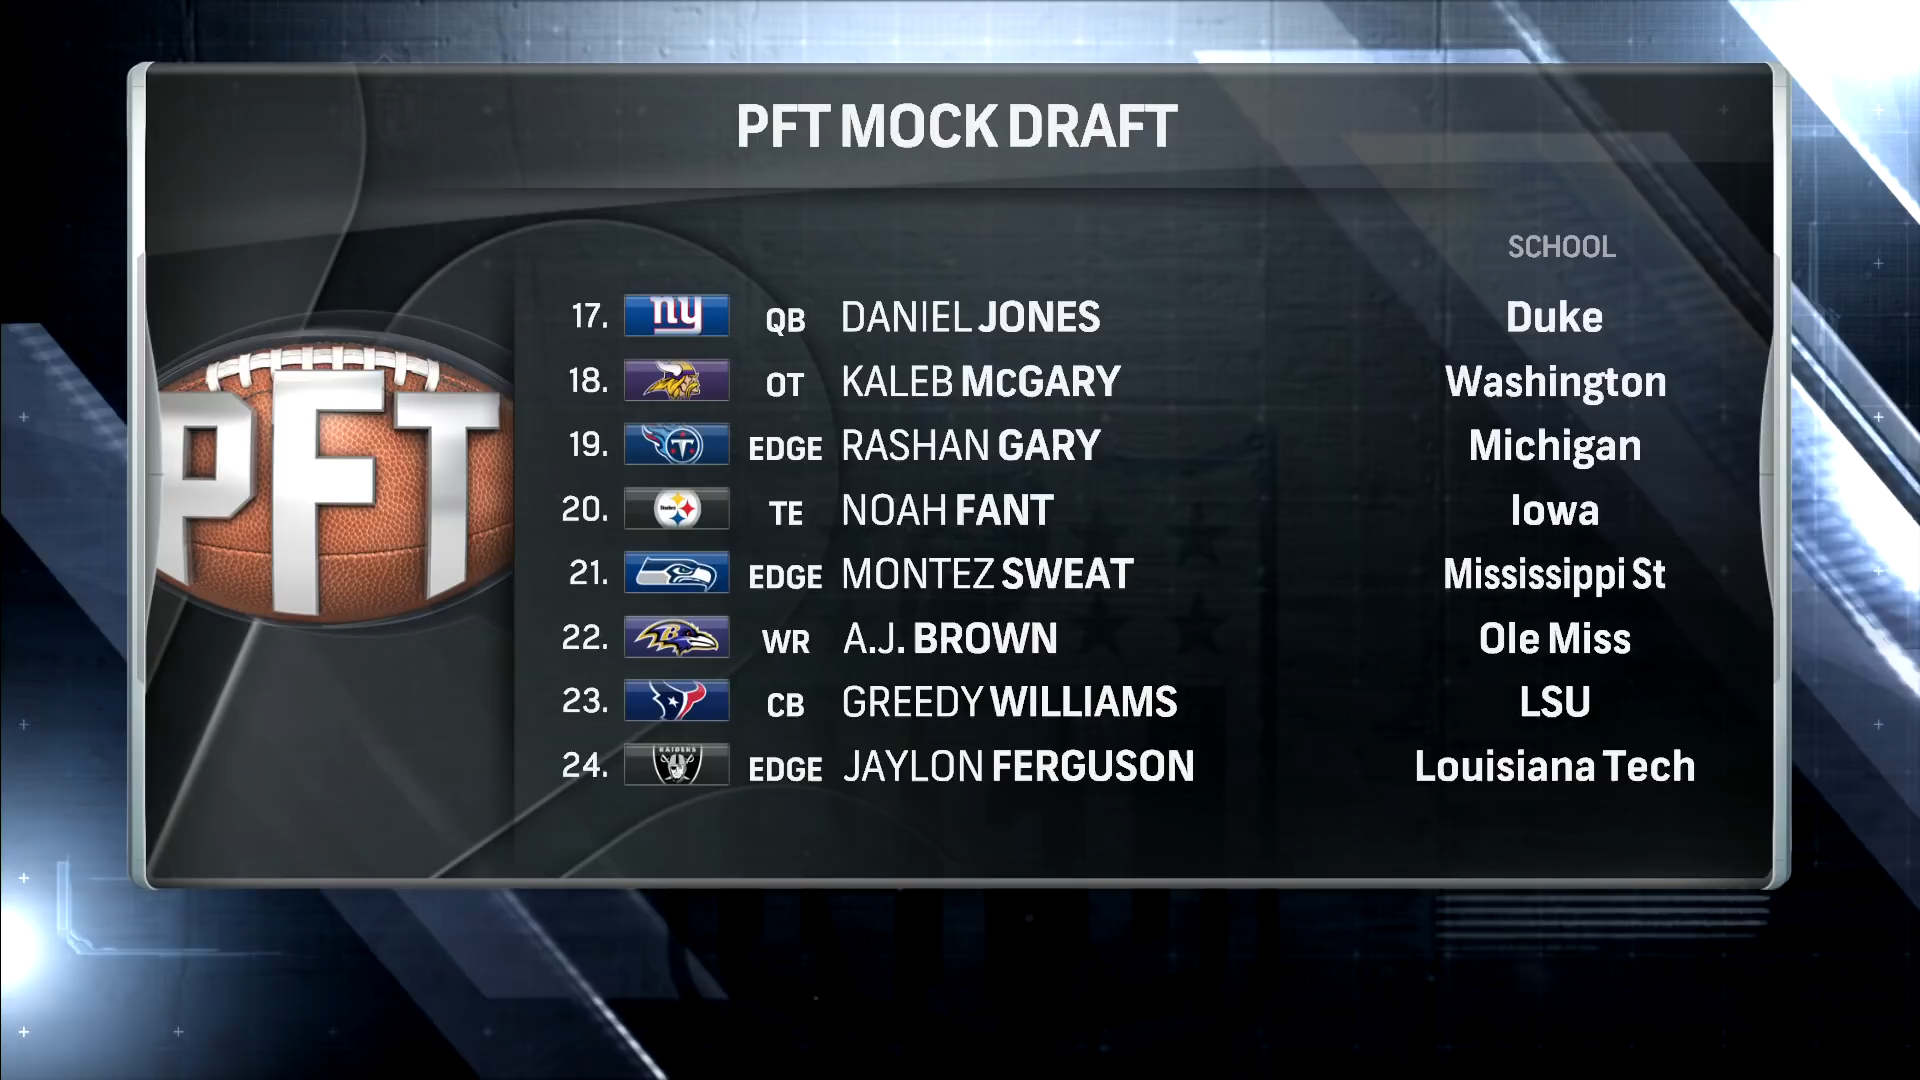 PFT MOCK DRAFT
SCHOOL
PFT
17. ny QB DANIEL JONES Duke
18. OT KALEB McGARY Washington
19. T EDGE RASHAN GARY Michigan
20. Steelers TE NOAH FANT Iowa
21. EDGE MONTEZ SWEAT Mississippi St
22. B WR A.J. BROWN Ole Miss
23. CB GREEDY WILLIAMS LSU
24. RAIDERS EDGE JAYLON FERGUSON Louisiana Tech